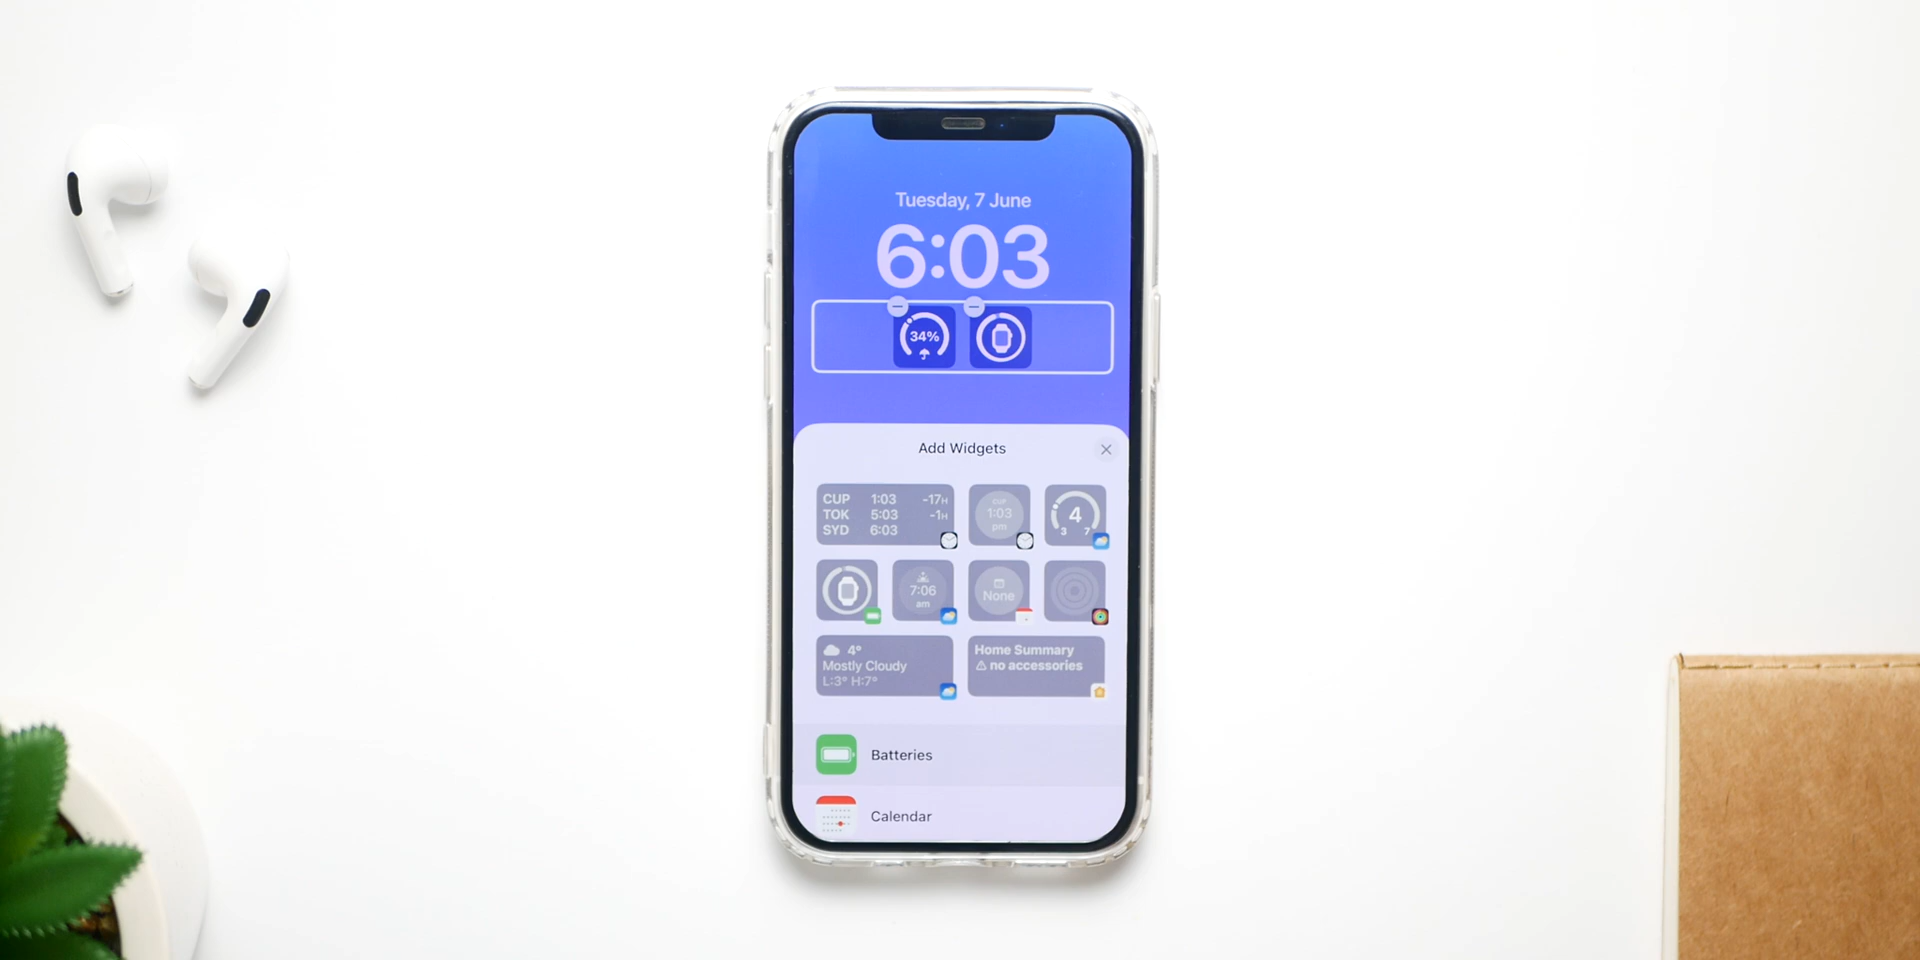 Tuesday, 7 June
6:03
34%
Add Widgets
CUP 1:03 -17H
TOK 5:03 -1H
SYD 6:03
CUP
1:03
pm
4
3 7
7:06
am
None
4°
Mostly Cloudy
L:3° H:7°
Home Summary
⚠ no accessories
Batteries
Calendar